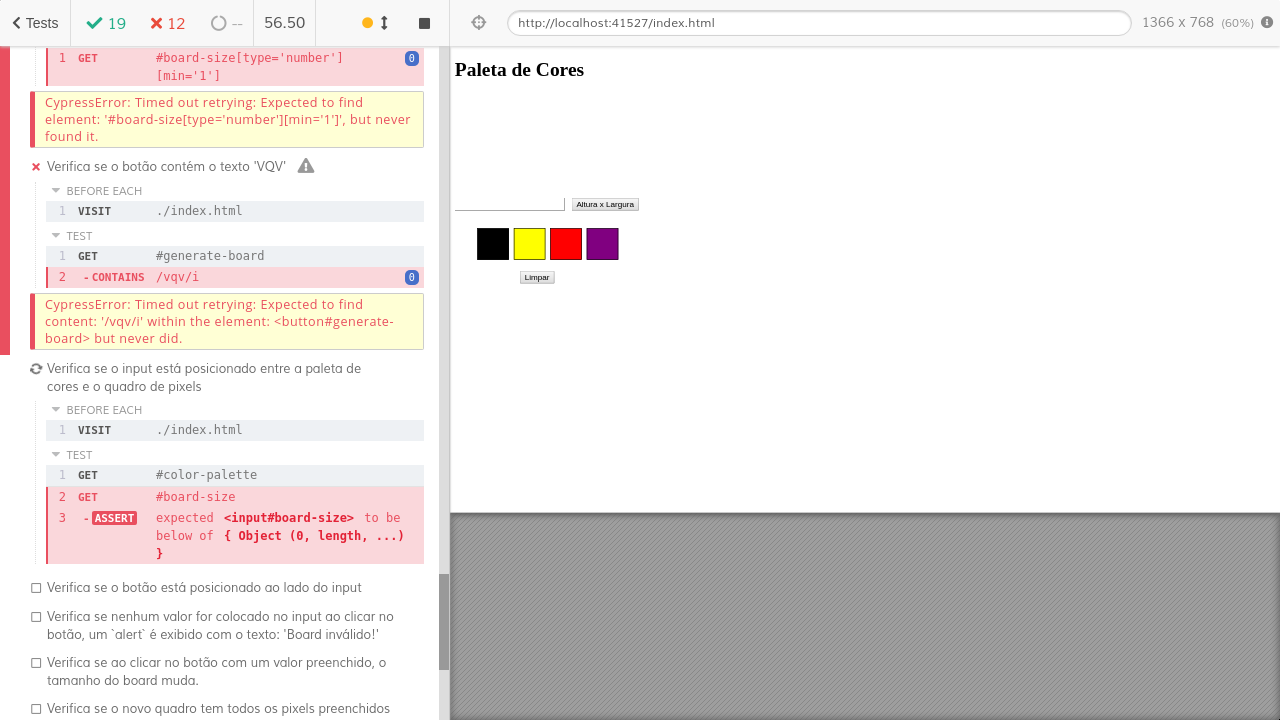 Tests
19
12
--
56.50
http://localhost:41527/index.html
1366 x 768 (60%)
1 GET #board-size[type='number']
[min='1'] 0
CypressError: Timed out retrying: Expected to find
element: '#board-size[type='number'][min='1']', but never
found it.
Verifica se o botão contém o texto 'VQV'
BEFORE EACH
1 VISIT ./index.html
TEST
1 GET #generate-board
2 -CONTAINS /vqv/i 0
CypressError: Timed out retrying: Expected to find
content: '/vqv/i' within the element: <button#generate-
board> but never did.
Verifica se o input está posicionado entre a paleta de
cores e o quadro de pixels
BEFORE EACH
1 VISIT ./index.html
TEST
1 GET #color-palette
2 GET #board-size
3 -ASSERT expected <input#board-size> to be
below of { Object (0, length, ...)
}
Verifica se o botão está posicionado ao lado do input
Verifica se nenhum valor for colocado no input ao clicar no
botão, um `alert` é exibido com o texto: 'Board inválido!'
Verifica se ao clicar no botão com um valor preenchido, o
tamanho do board muda.
Verifica se o novo quadro tem todos os pixels preenchidos
Paleta de Cores
Altura x Largura
Limpar